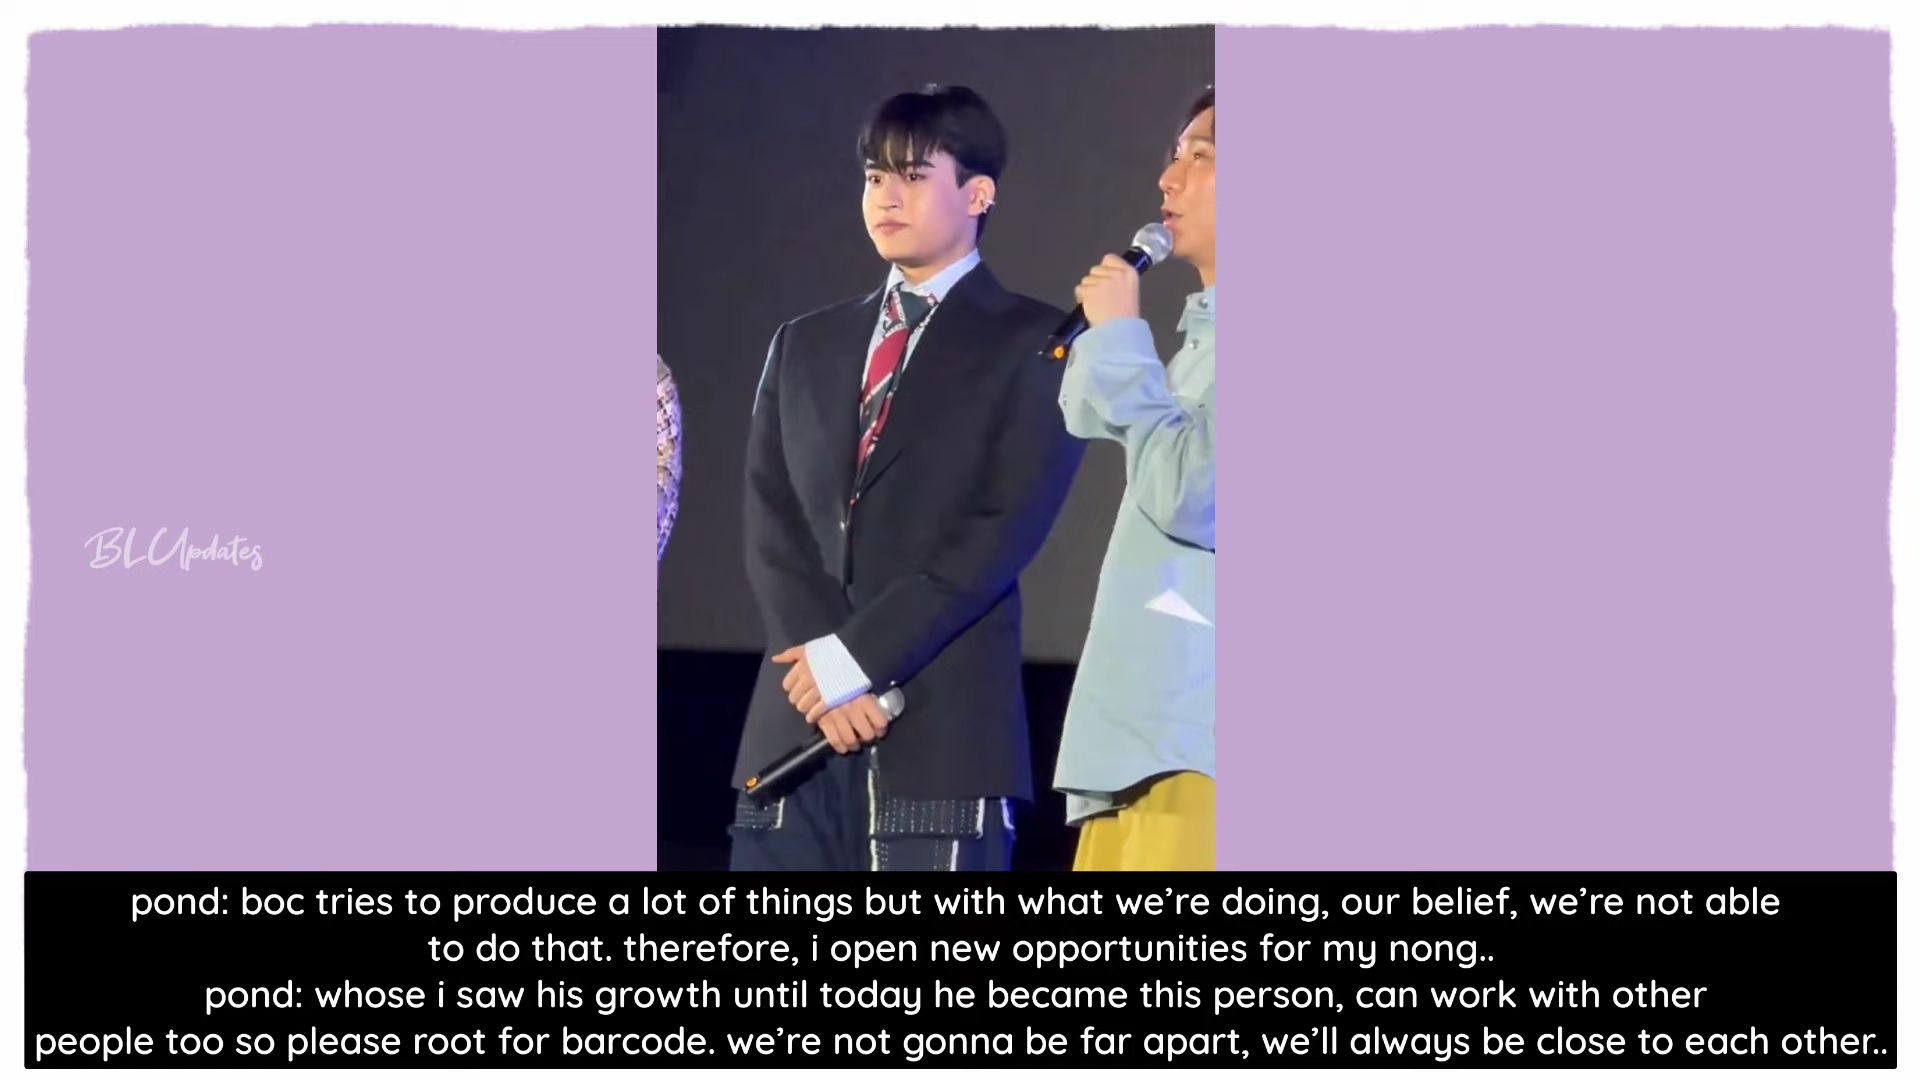 BLUpdates
pond: boc tries to produce a lot of things but with what we’re doing, our belief, we’re not able
to do that. therefore, i open new opportunities for my nong..
pond: whose i saw his growth until today he became this person, can work with other
people too so please root for barcode. we’re not gonna be far apart, we’ll always be close to each other..